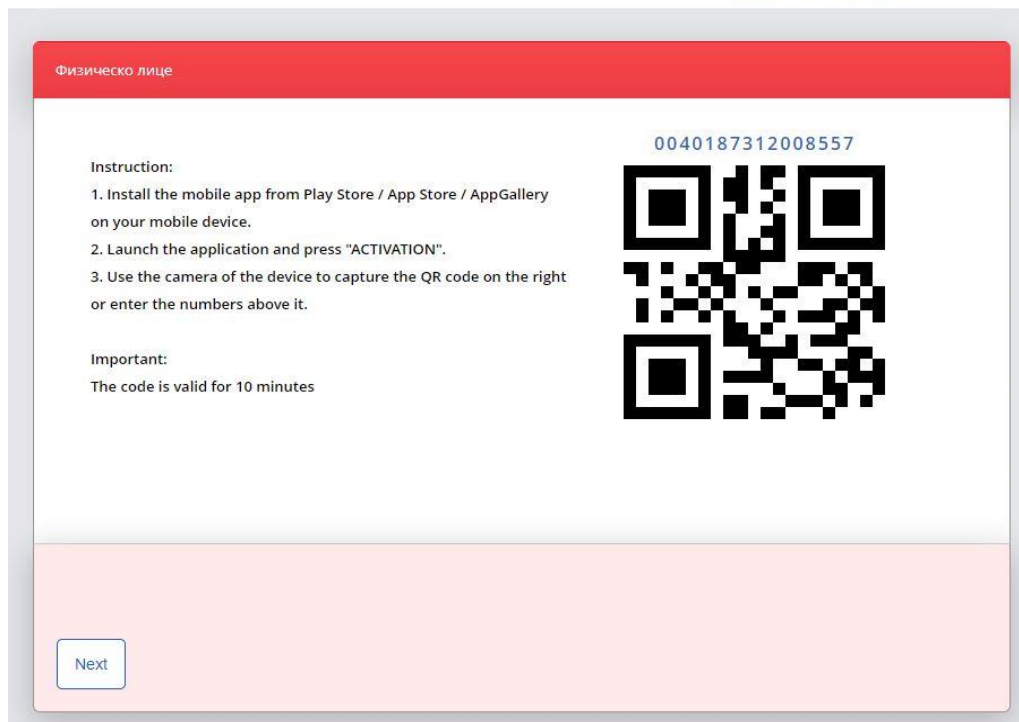 Физическо лице
Instruction:
1. Install the mobile app from Play Store / App Store / AppGallery
on your mobile device.
2. Launch the application and press "ACTIVATION".
3. Use the camera of the device to capture the QR code on the right
or enter the numbers above it.
Important:
The code is valid for 10 minutes
0040187312008557
Next